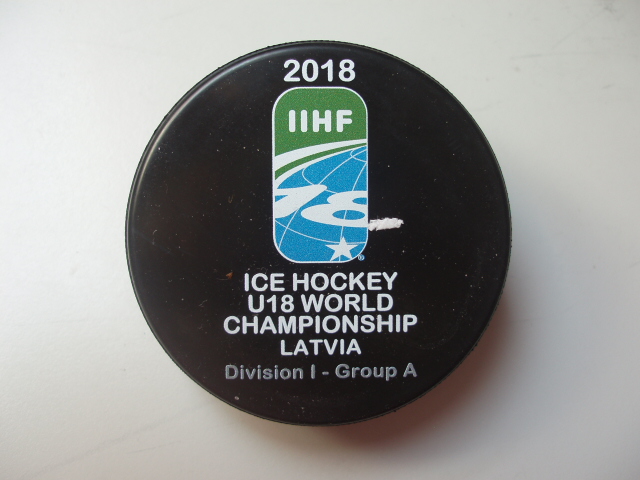 2018
IIHF
18
®
ICE HOCKEY
U18 WORLD
CHAMPIONSHIP
LATVIA
Division I - Group A